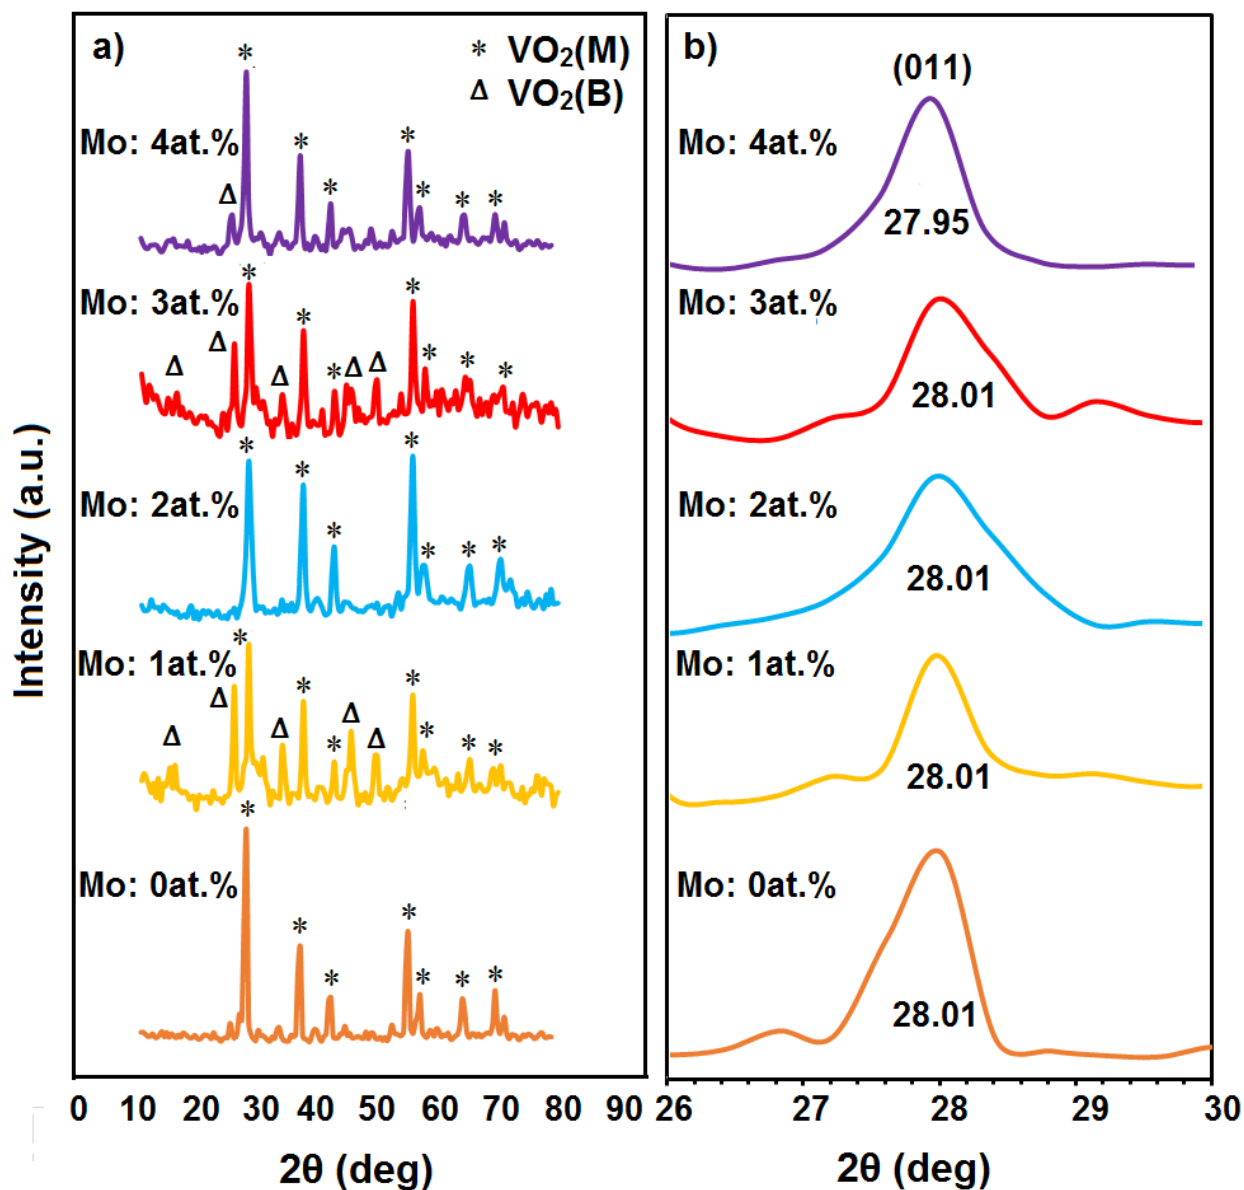 a)
* VO₂(M)
Δ VO₂(B)
Mo: 4at.%
*
*
*
*
*
*
*
Δ
Mo: 3at.%
*
*
*
*
*
*
*
Δ
Δ
Δ
Δ
Δ
Mo: 2at.%
*
*
*
*
*
*
*
Mo: 1at.%
*
*
*
*
*
*
*
Δ
Δ
Δ
Δ
Δ
Mo: 0at.%
*
*
*
*
*
*
*
Intensity (a.u.)
0 10 20 30 40 50 60 70 80 90
2θ (deg)
b)
(011)
Mo: 4at.%
27.95
Mo: 3at.%
28.01
Mo: 2at.%
28.01
Mo: 1at.%
28.01
Mo: 0at.%
28.01
26 27 28 29 30
2θ (deg)